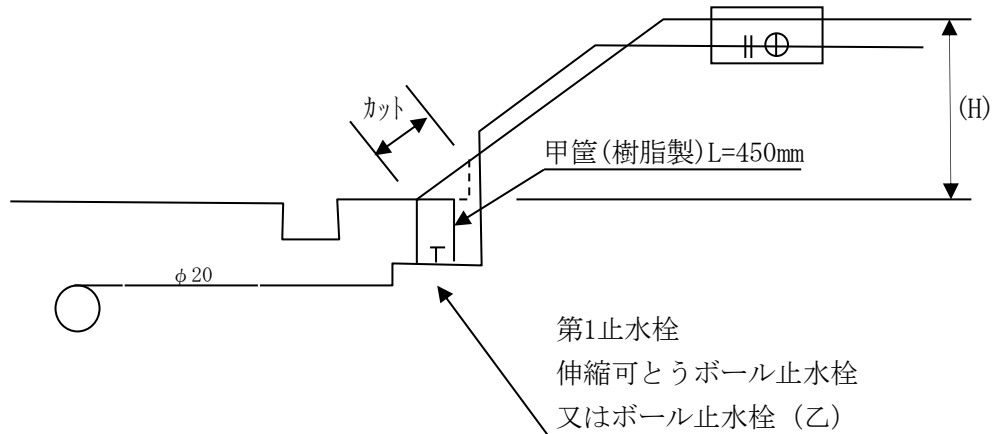 カット
(H)
甲筐(樹脂製)L=450mm
φ20
第1止水栓
伸縮可とうボール止水栓
又はボール止水栓（乙）